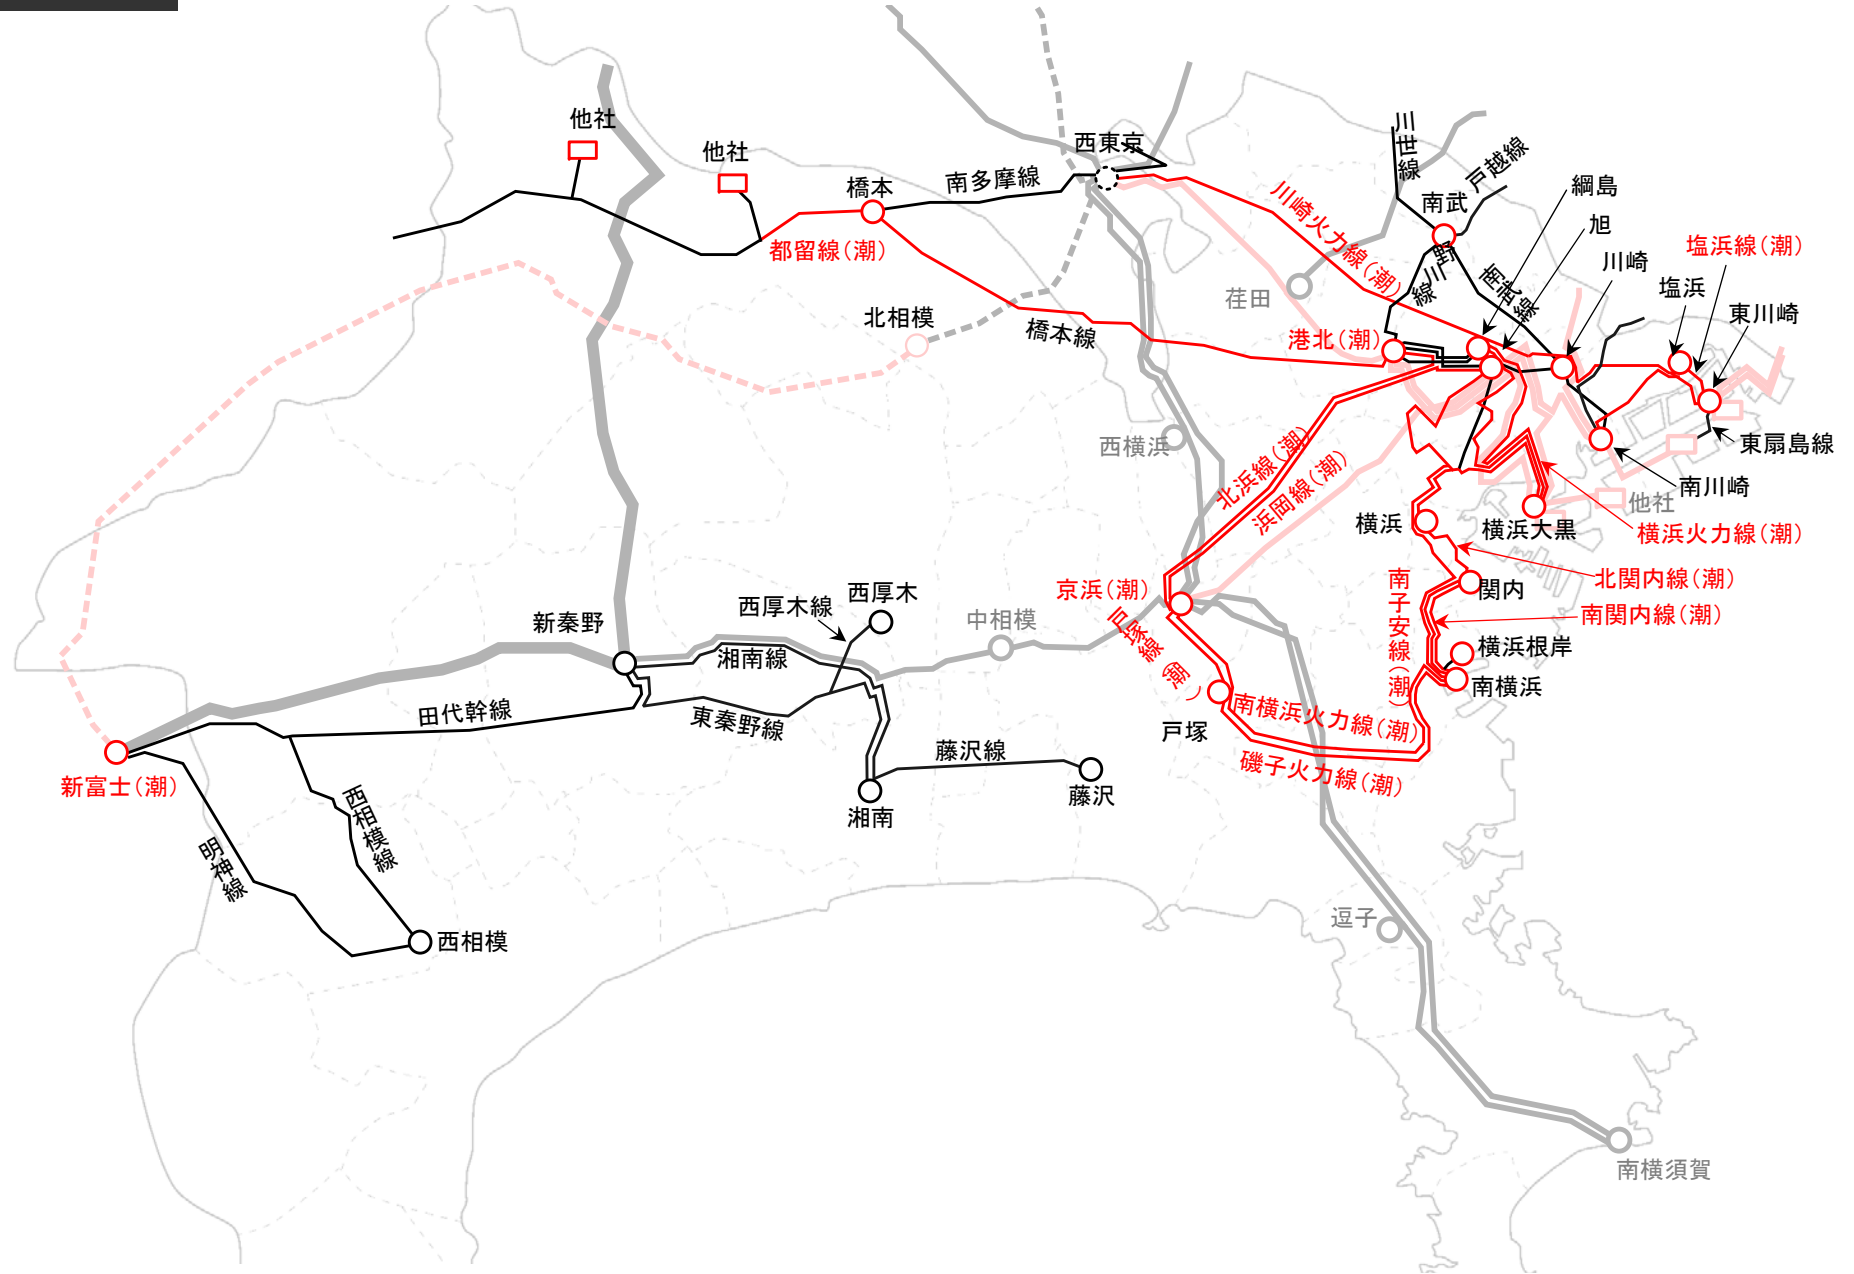 他社
他社
橋本
南多摩線
西東京
川世線
戸越線
南武
綱島
旭
川崎
塩浜線(潮)
塩浜
東川崎
川崎火力線(潮)
都留線(潮)
北相模
橋本線
荏田
野川線
南武線
港北(潮)
西横浜
北浜線(潮)
浜岡線(潮)
東扇島線
南川崎
他社
横浜
横浜大黒
横浜火力線(潮)
北関内線(潮)
関内
南関内線(潮)
南子安線(潮)
横浜根岸
南横浜
京浜(潮)
戸塚線(潮)
戸塚
南横浜火力線(潮)
磯子火力線(潮)
新秦野
西厚木線
西厚木
中相模
湘南線
東秦野線
田代幹線
藤沢線
藤沢
湘南
新富士(潮)
西相模線
明神線
西相模
逗子
南横須賀